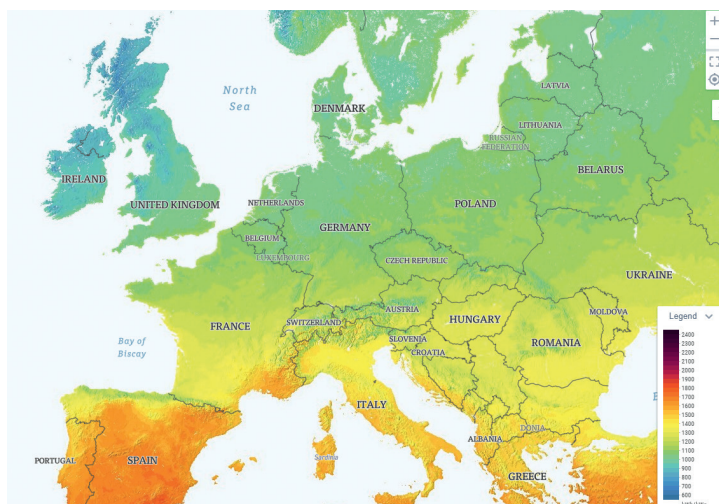 North
Sea
DENMARK
LATVIA
LITHUANIA
RUSSIAN
FEDERATION
BELARUS
IRELAND
UNITED KINGDOM
NETHERLANDS
POLAND
GERMANY
BELGIUM
LUXEMBOURG
CZECH REPUBLIC
UKRAINE
AUSTRIA
MOLDOVA
Legend
FRANCE
SWITZERLAND
HUNGARY
SLOVENIA
ROMANIA
CROATIA
Bay of
Biscay
ITALY
DONIA
ALBANIA
PORTUGAL
SPAIN
GREECE
2400
2300
2200
2100
2000
1900
1800
1700
1600
1500
1400
1300
1200
1100
1000
900
800
700
600